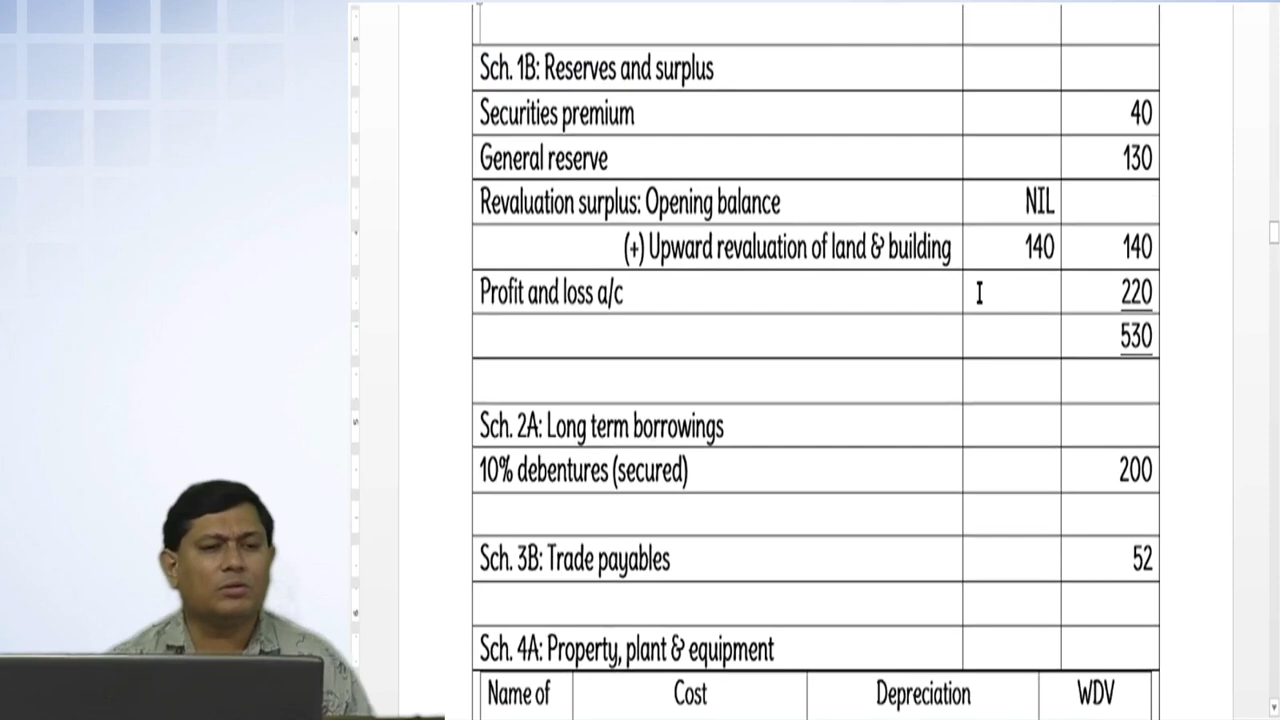 Sch. 1B: Reserves and surplus
Securities premium 40
General reserve 130
Revaluation surplus: Opening balance NIL
(+) Upward revaluation of land & building 140 140
Profit and loss a/c 220
530
Sch. 2A: Long term borrowings
10% debentures (secured) 200
Sch. 3B: Trade payables 52
Sch. 4A: Property, plant & equipment
Name of Cost Depreciation WDV